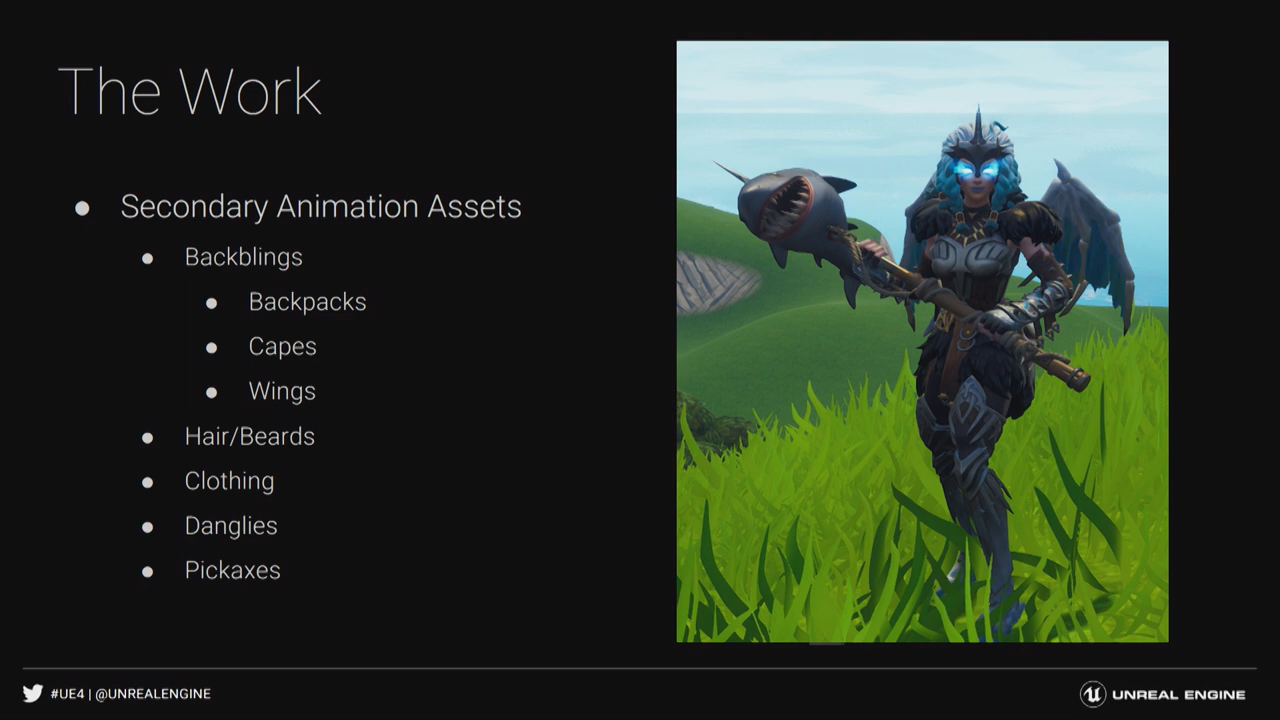 The Work
Secondary Animation Assets
Backblings
Backpacks
Capes
Wings
Hair/Beards
Clothing
Danglies
Pickaxes
#UE4 | @UNREALENGINE
UNREAL ENGINE